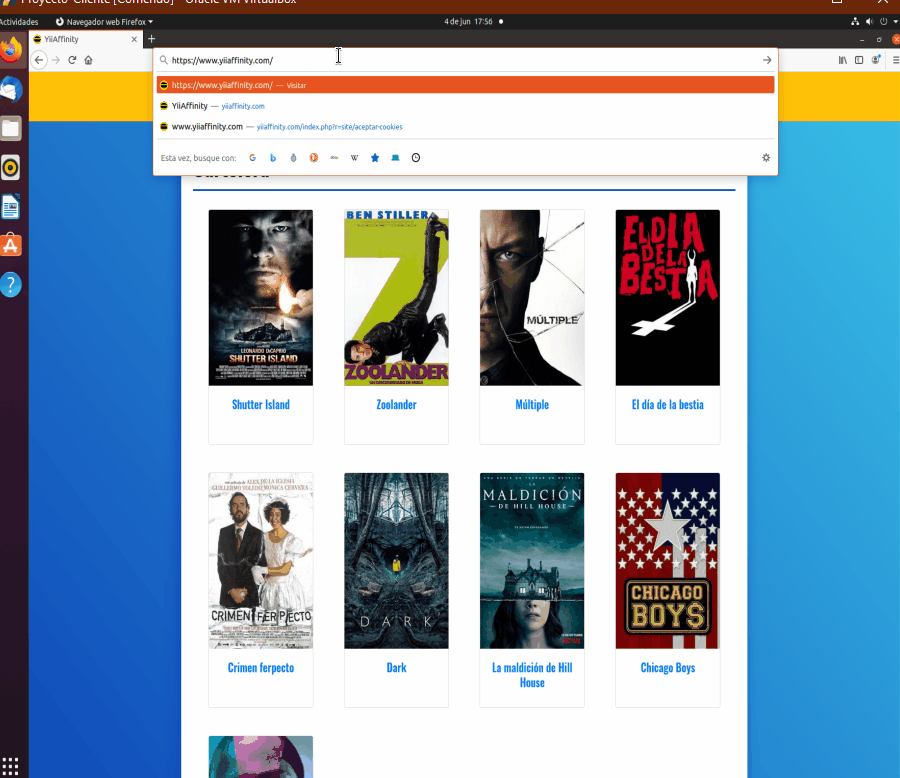 Proyecto Cliente [Corriendo] - Oracle VM VirtualBox
Actividades
Navegador web Firefox
4 de jun 17:56
YiiAffinity
https://www.yiiaffinity.com/
https://www.yiiaffinity.com/ — Visitar
YiiAffinity — yiiaffinity.com
www.yiiaffinity.com — yiiaffinity.com/index.php?r=site/aceptar-cookies
Esta vez, busque con:
LEONARDO DiCAPRIO
SHUTTER ISLAND
BEN STILLER
ZOOLANDER
MÚLTIPLE
EL DIA
DE LA
BESTIA
Shutter Island
Zoolander
Múltiple
El día de la bestia
ALEX DE LA IGLESIA
GUILLERMO TOLEDO MONICA CERVERA
CRIMEN FERPECTO
DARK
LA
MALDICIÓN
DE HILL HOUSE
CHICAGO
BOY$
Crimen ferpecto
Dark
La maldición de Hill
House
Chicago Boys